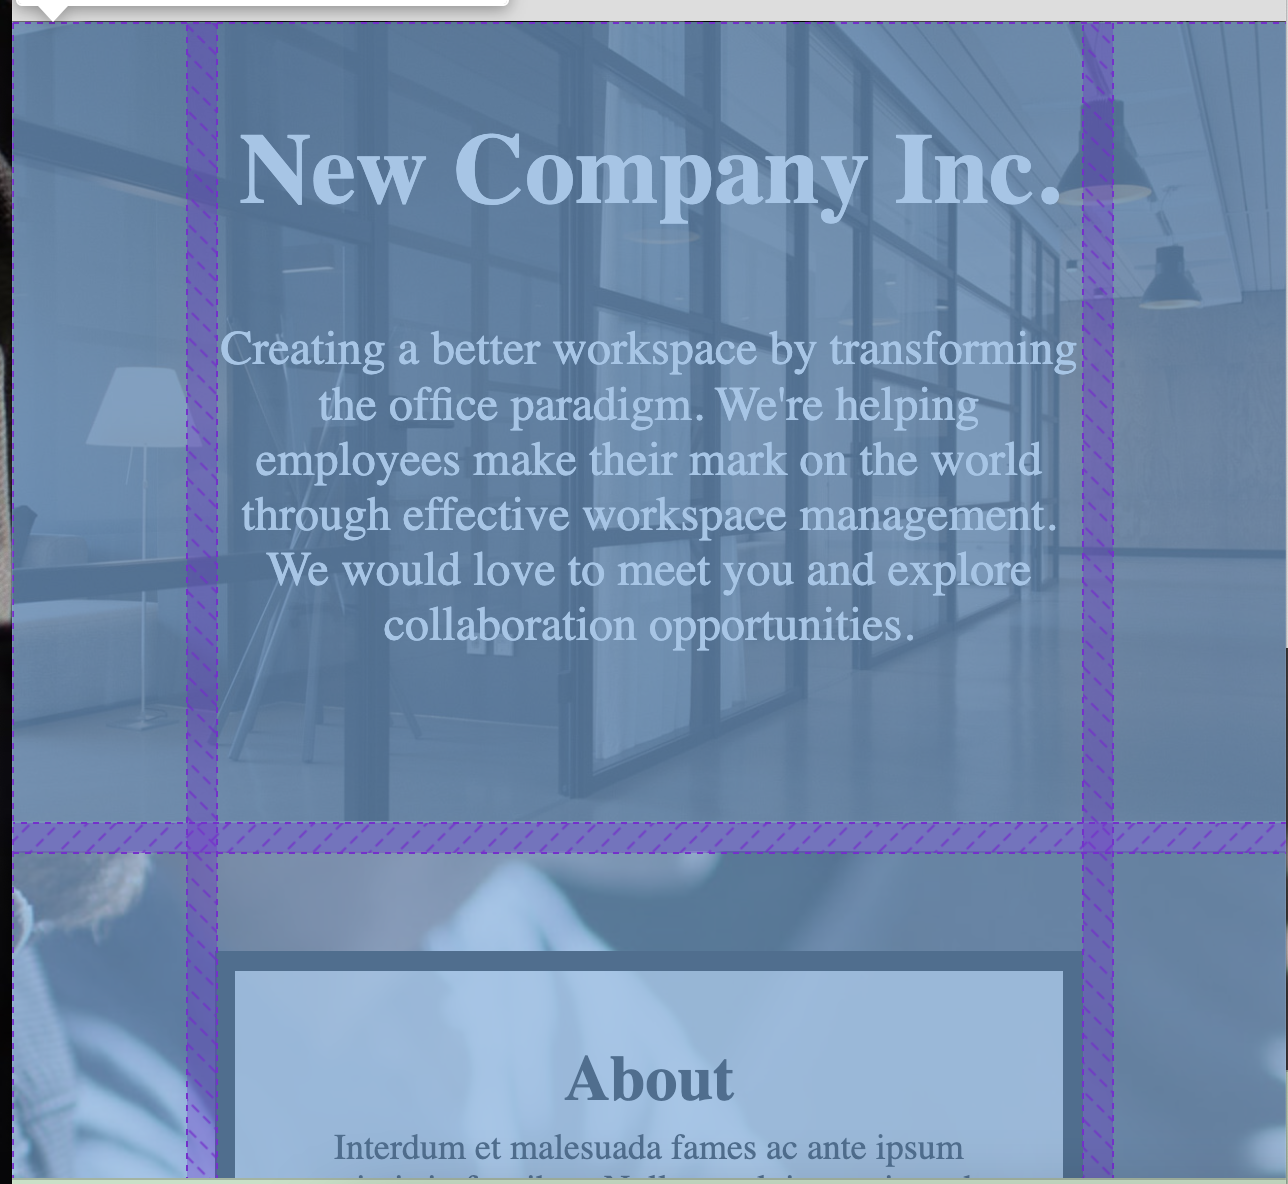 New Company Inc.
Creating a better workspace by transforming
the office paradigm. We're helping
employees make their mark on the world
through effective workspace management.
We would love to meet you and explore
collaboration opportunities.
About
Interdum et malesuada fames ac ante ipsum